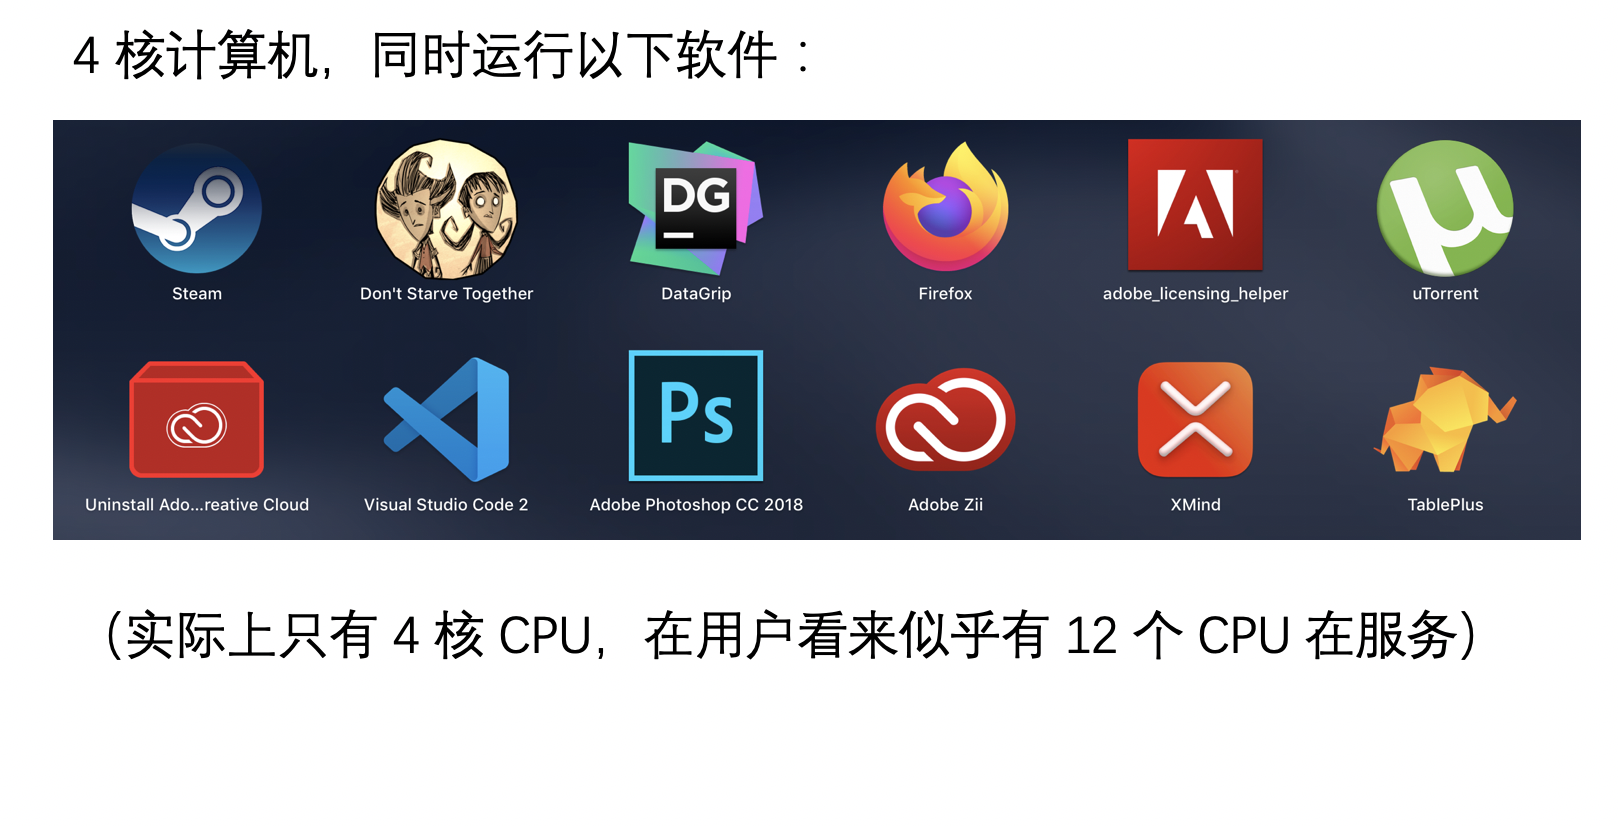 4 核计算机，同时运行以下软件：
DG
Steam Don't Starve Together DataGrip Firefox adobe_licensing_helper uTorrent
Ps
Uninstall Ado...reative Cloud Visual Studio Code 2 Adobe Photoshop CC 2018 Adobe Zii XMind TablePlus
（实际上只有 4 核 CPU，在用户看来似乎有 12 个 CPU 在服务）